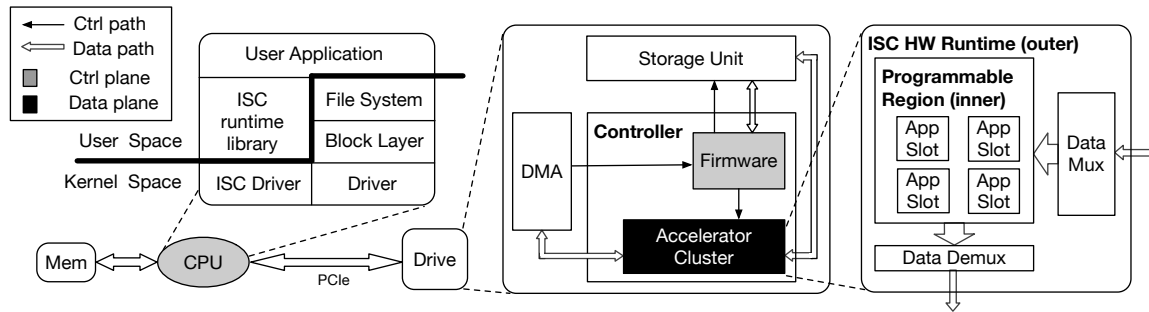 Ctrl path
Data path
Ctrl plane
Data plane
User Space
Kernel Space
User Application
ISC
runtime
library
File System
Block Layer
ISC Driver
Driver
Mem
CPU
PCIe
Drive
Storage Unit
Controller
DMA
Firmware
Accelerator
Cluster
ISC HW Runtime (outer)
Programmable
Region (inner)
App
Slot
App
Slot
App
Slot
App
Slot
Data
Mux
Data Demux